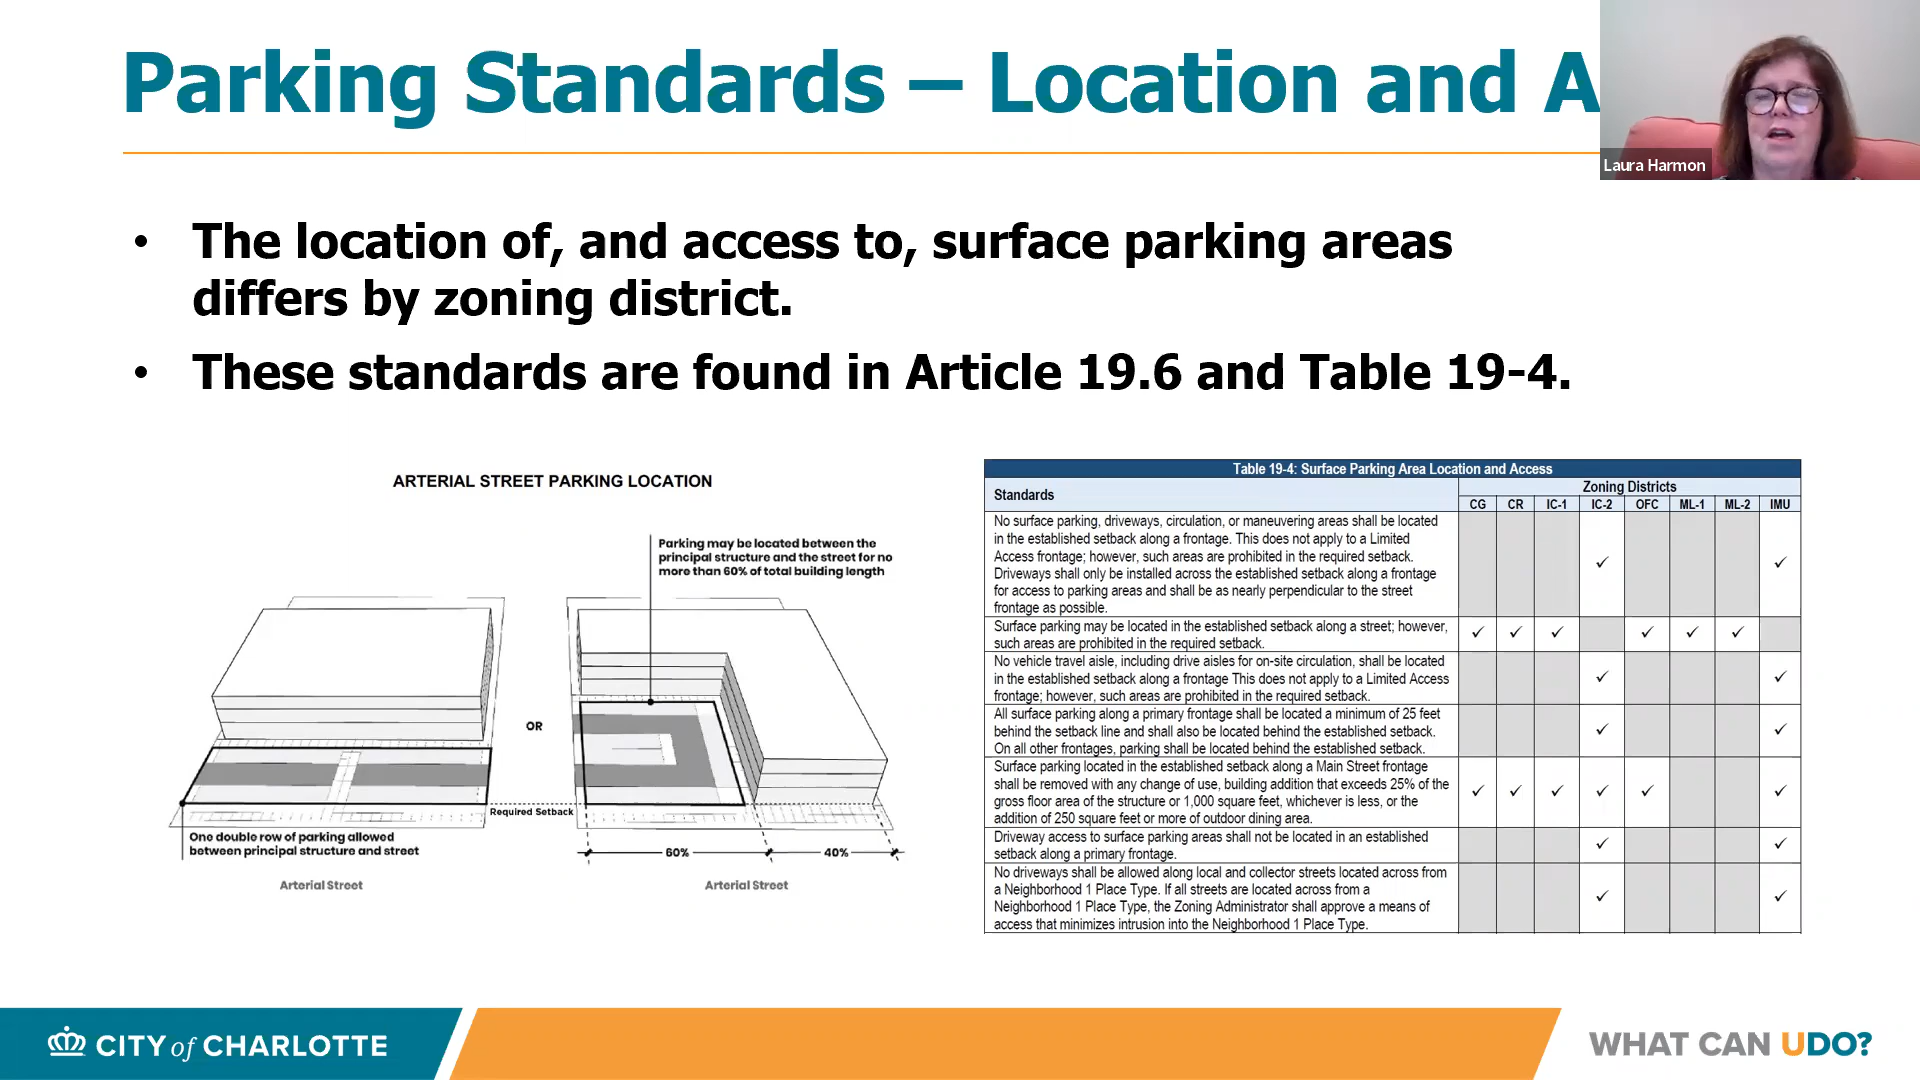 Parking Standards – Location and A
Laura Harmon
• The location of, and access to, surface parking areas
differs by zoning district.
• These standards are found in Article 19.6 and Table 19-4.
ARTERIAL STREET PARKING LOCATION
Parking may be located between the
principal structure and the street for no
more than 60% of total building length
OR
Required Setback
One double row of parking allowed
between principal structure and street
60%
40%
Arterial Street
Arterial Street
Table 19-4: Surface Parking Area Location and Access
Standards
Zoning Districts
CG CR IC-1 IC-2 OFC ML-1 ML-2 IMU
No surface parking, driveways, circulation, or maneuvering areas shall be located
in the established setback along a frontage. This does not apply to a Limited
Access frontage; however, such areas are prohibited in the required setback.
Driveways shall only be installed across the established setback along a frontage
for access to parking areas and shall be as nearly perpendicular to the street
frontage as possible.
✓ ✓
Surface parking may be located in the established setback along a street; however,
such areas are prohibited in the required setback.
✓ ✓ ✓ ✓ ✓ ✓
No vehicle travel aisle, including drive aisles for on-site circulation, shall be located
in the established setback along a frontage This does not apply to a Limited Access
frontage; however, such areas are prohibited in the required setback.
✓ ✓
All surface parking along a primary frontage shall be located a minimum of 25 feet
behind the setback line and shall also be located behind the established setback.
On all other frontages, parking shall be located behind the established setback.
✓ ✓
Surface parking located in the established setback along a Main Street frontage
shall be removed with any change of use, building addition that exceeds 25% of the
gross floor area of the structure or 1,000 square feet, whichever is less, or the
addition of 250 square feet or more of outdoor dining area.
✓ ✓ ✓ ✓ ✓ ✓
Driveway access to surface parking areas shall not be located in an established
setback along a primary frontage.
✓ ✓
No driveways shall be allowed along local and collector streets located across from
a Neighborhood 1 Place Type. If all streets are located across from a
Neighborhood 1 Place Type, the Zoning Administrator shall approve a means of
access that minimizes intrusion into the Neighborhood 1 Place Type.
✓ ✓
CITY of CHARLOTTE
WHAT CAN UDO?